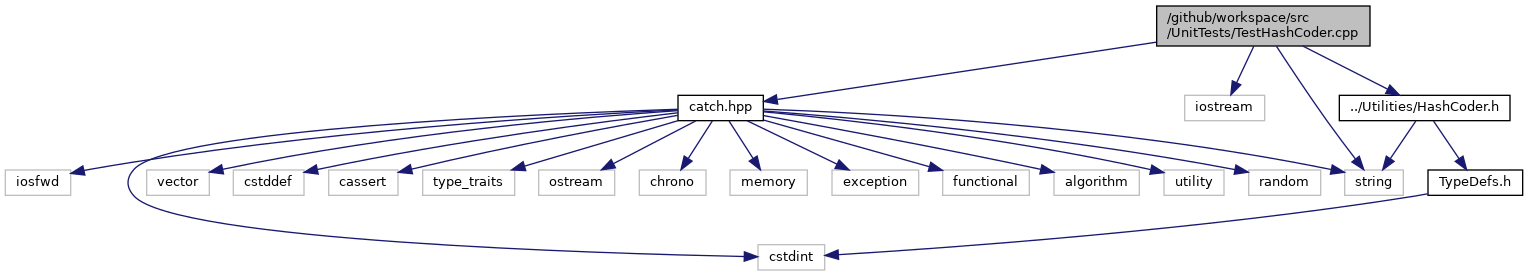 /github/workspace/src
/UnitTests/TestHashCoder.cpp
catch.hpp
iostream
../Utilities/HashCoder.h
iosfwd
vector
cstddef
cassert
type_traits
ostream
chrono
memory
exception
functional
algorithm
utility
random
string
TypeDefs.h
cstdint